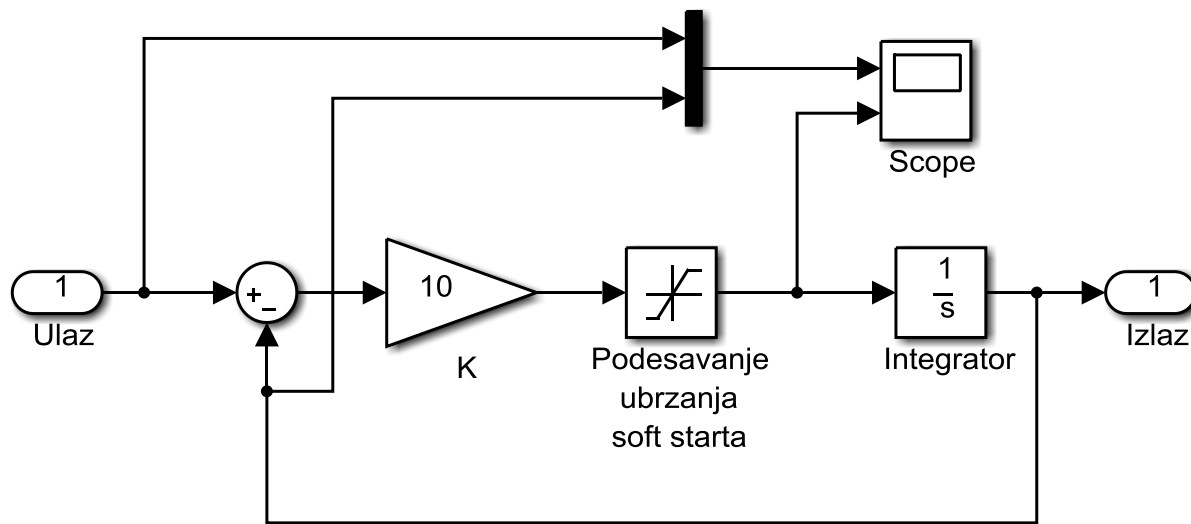 Scope
1
Ulaz
+
−
10
K
Podesavanje
ubrzanja
soft starta
1
s
Integrator
1
Izlaz